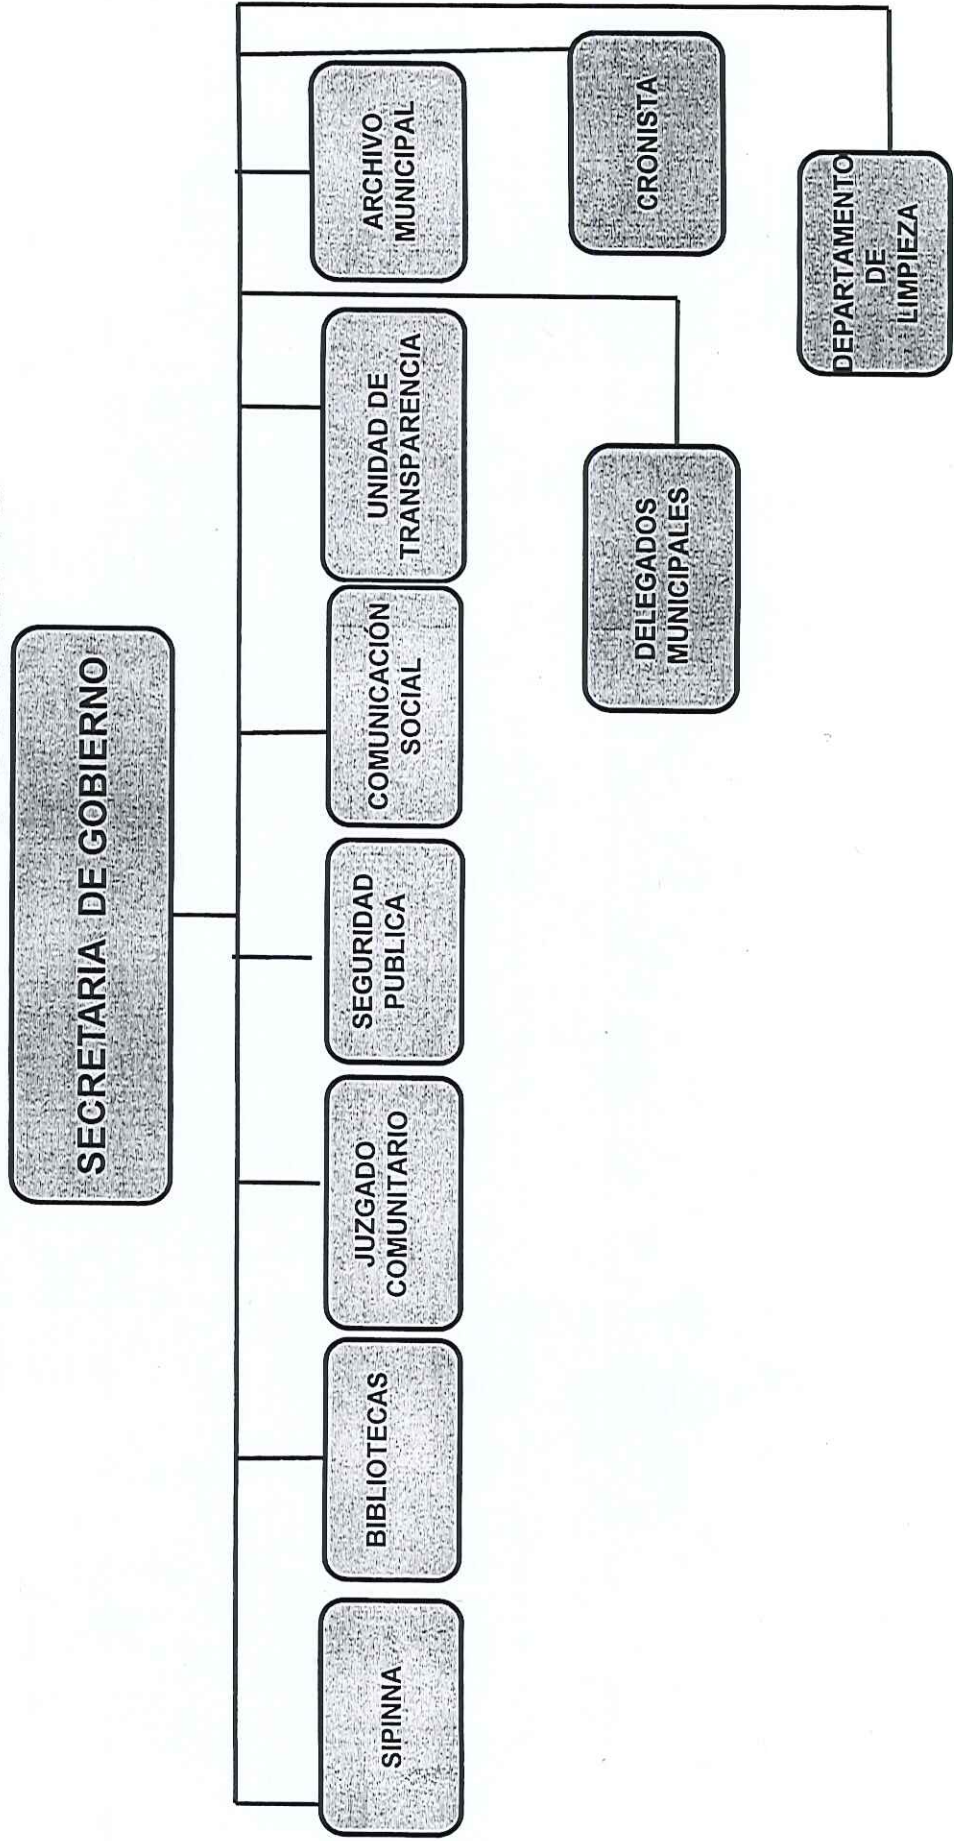 SECRETARIA DE GOBIERNO
SIPINNA
BIBLIOTECAS
JUZGADO
COMUNITARIO
SEGURIDAD
PUBLICA
COMUNICACIÓN
SOCIAL
UNIDAD DE
TRANSPARENCIA
ARCHIVO
MUNICIPAL
DELEGADOS
MUNICIPALES
CRONISTA
DEPARTAMENTO
DE
LIMPIEZA